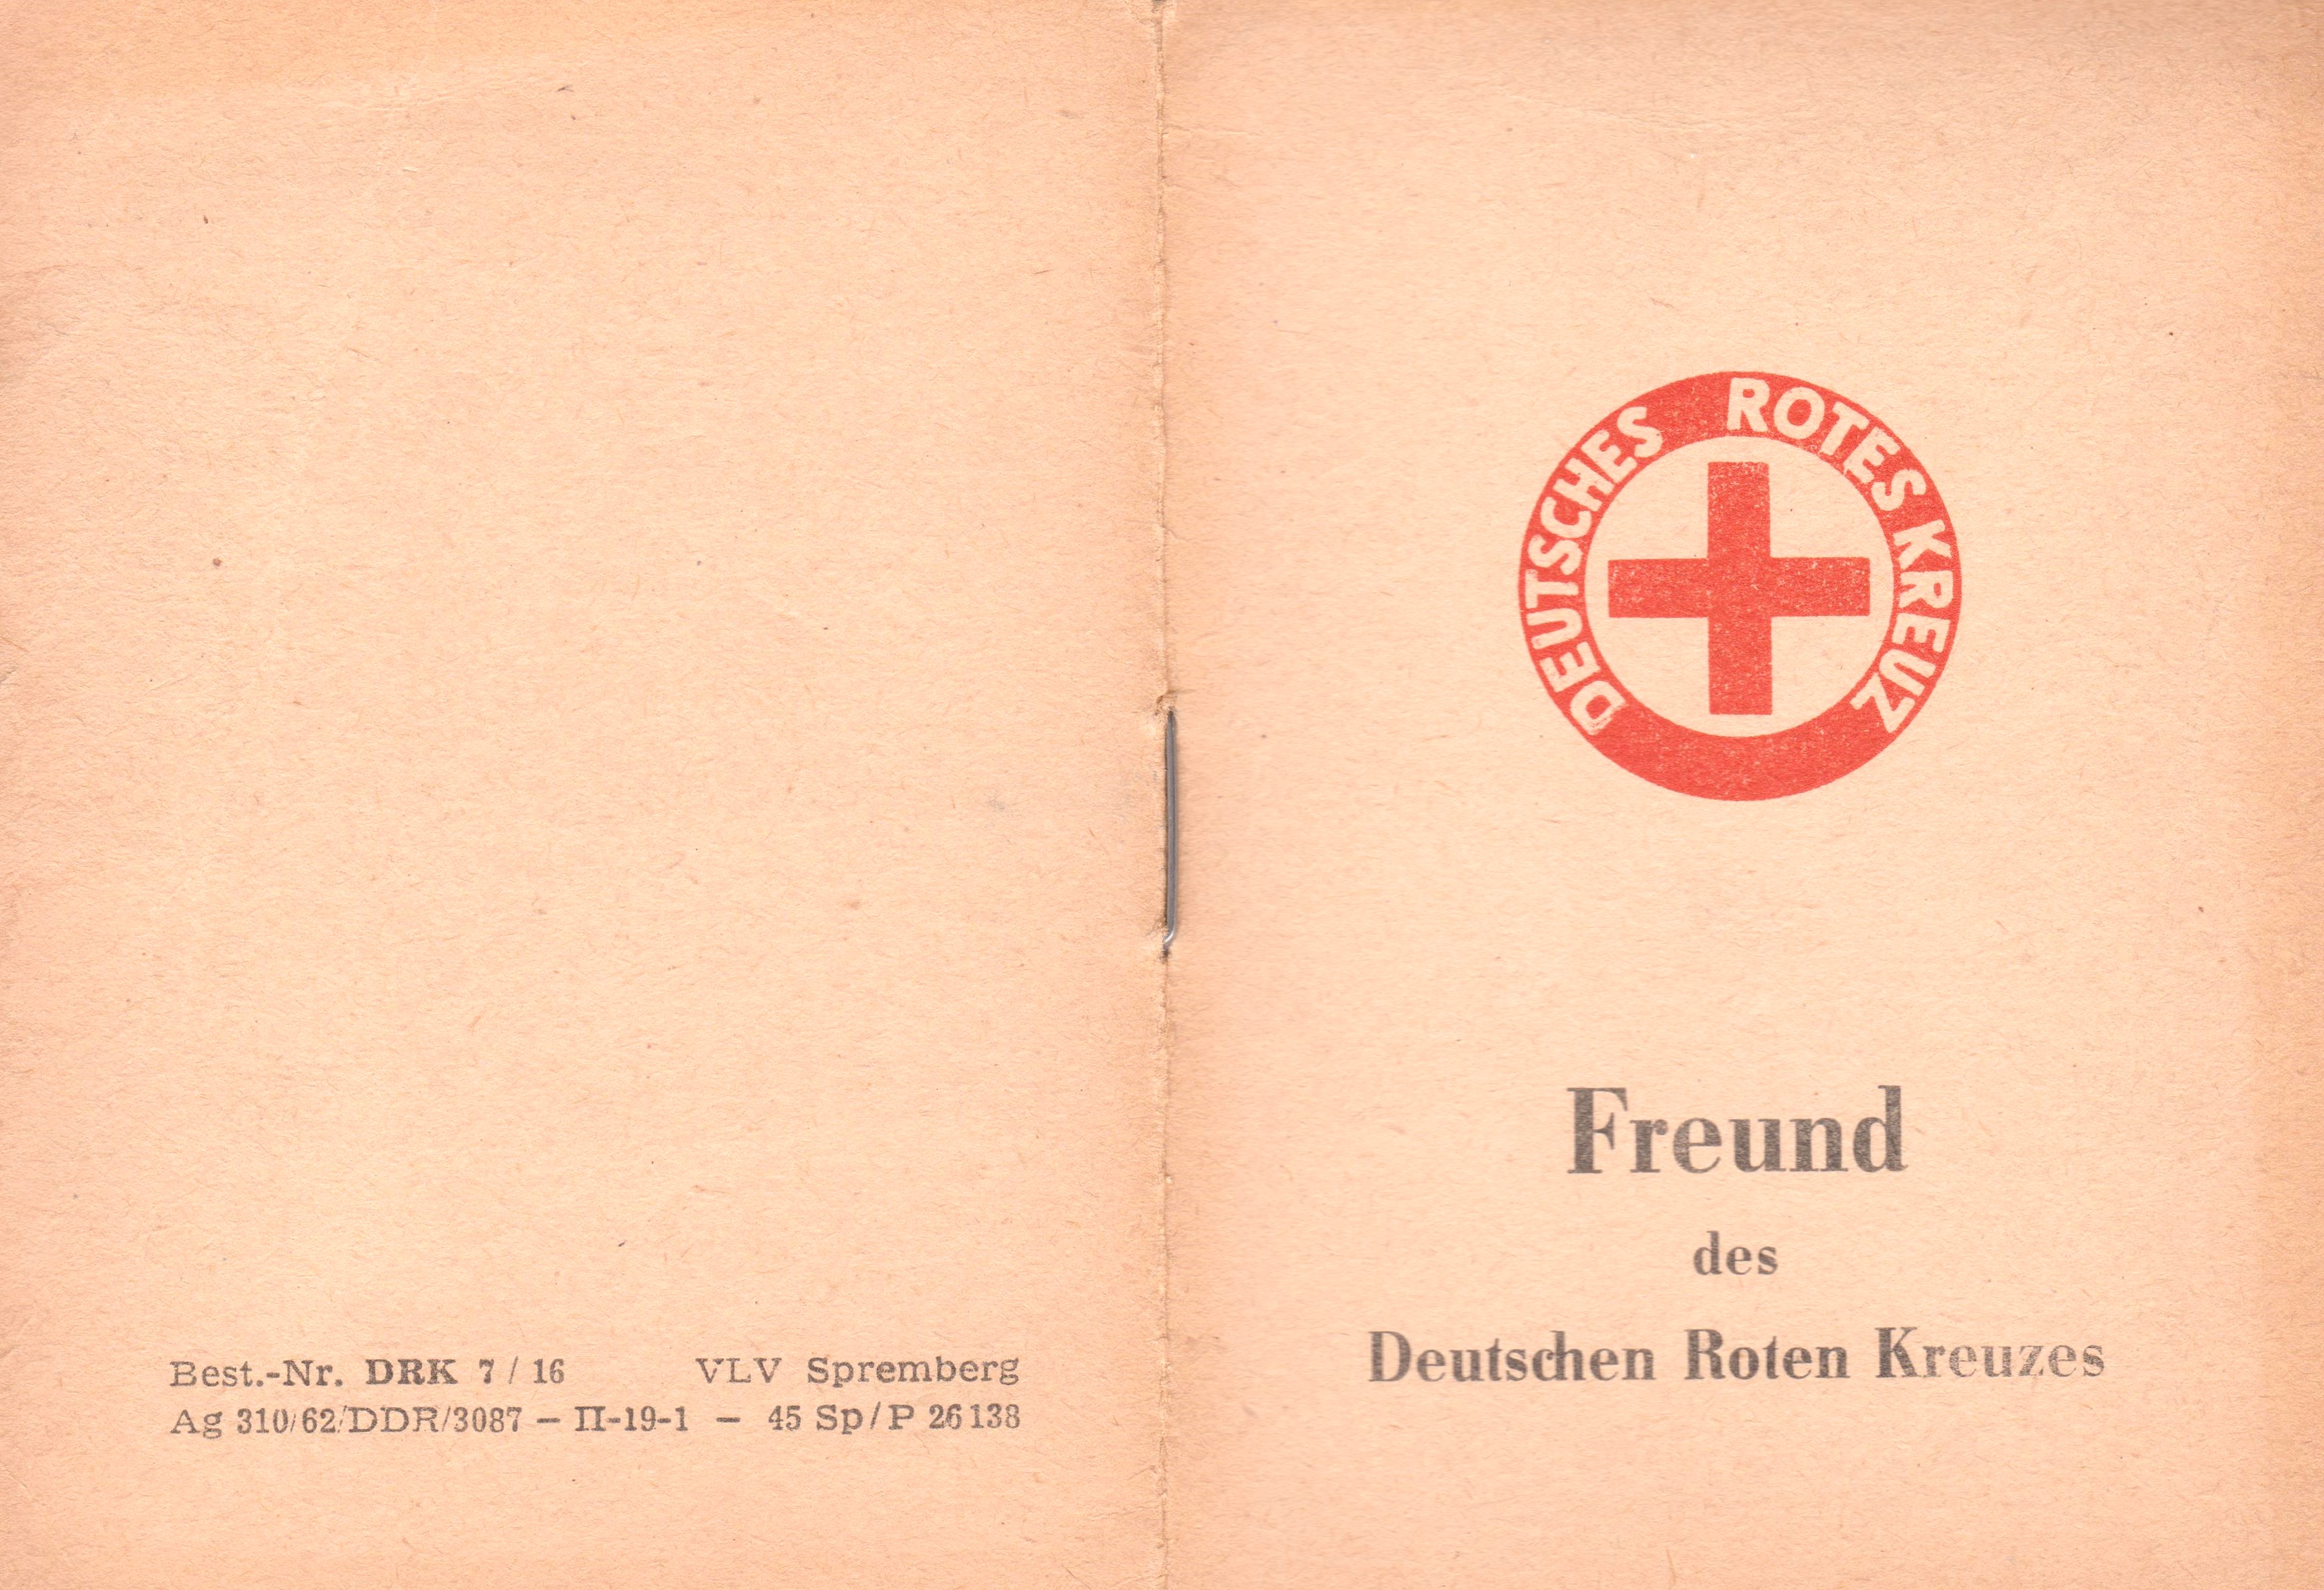 Best.-Nr. DRK 7 / 16 VLV Spremberg
Ag 310/62/DDR/3087 – II-19-1 – 45 Sp/P 26138
DEUTSCHES ROTES KREUZ
Freund
des
Deutschen Roten Kreuzes